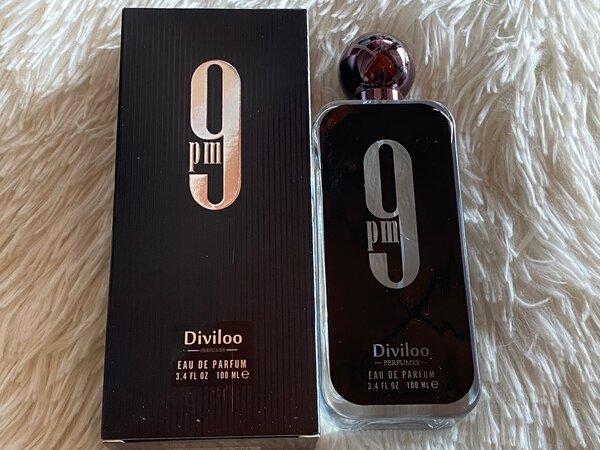 9
pm
Diviloo
PERFUMES
EAU DE PARFUM
3.4 FL OZ 100 ML ℮
9
pm
Diviloo
PERFUMES
EAU DE PARFUM
3.4 FL OZ 100 ML ℮